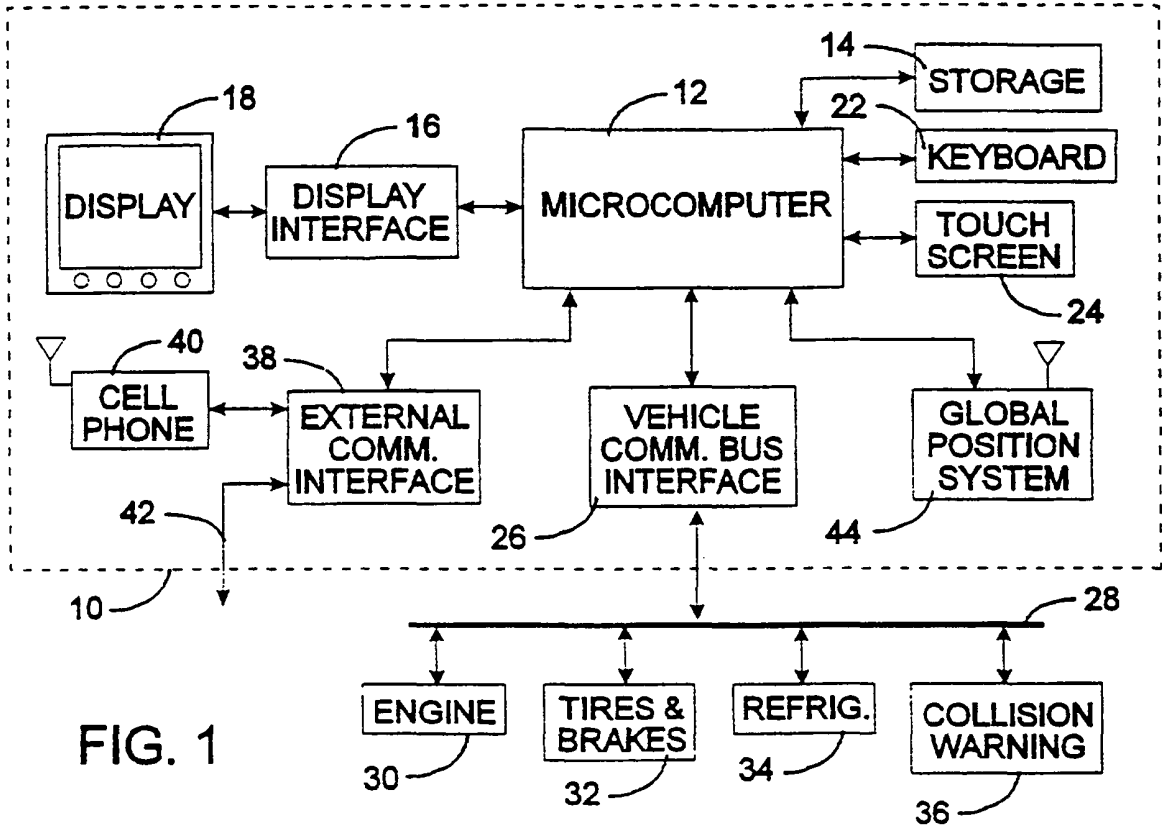 14
STORAGE
18
12
22
16
KEYBOARD
DISPLAY
DISPLAY
INTERFACE
MICROCOMPUTER
TOUCH
SCREEN
24
40
38
CELL
PHONE
EXTERNAL
COMM.
INTERFACE
VEHICLE
COMM. BUS
INTERFACE
GLOBAL
POSITION
SYSTEM
42
26
44
10
28
ENGINE
TIRES &
BRAKES
REFRIG.
COLLISION
WARNING
30
32
34
36
FIG. 1